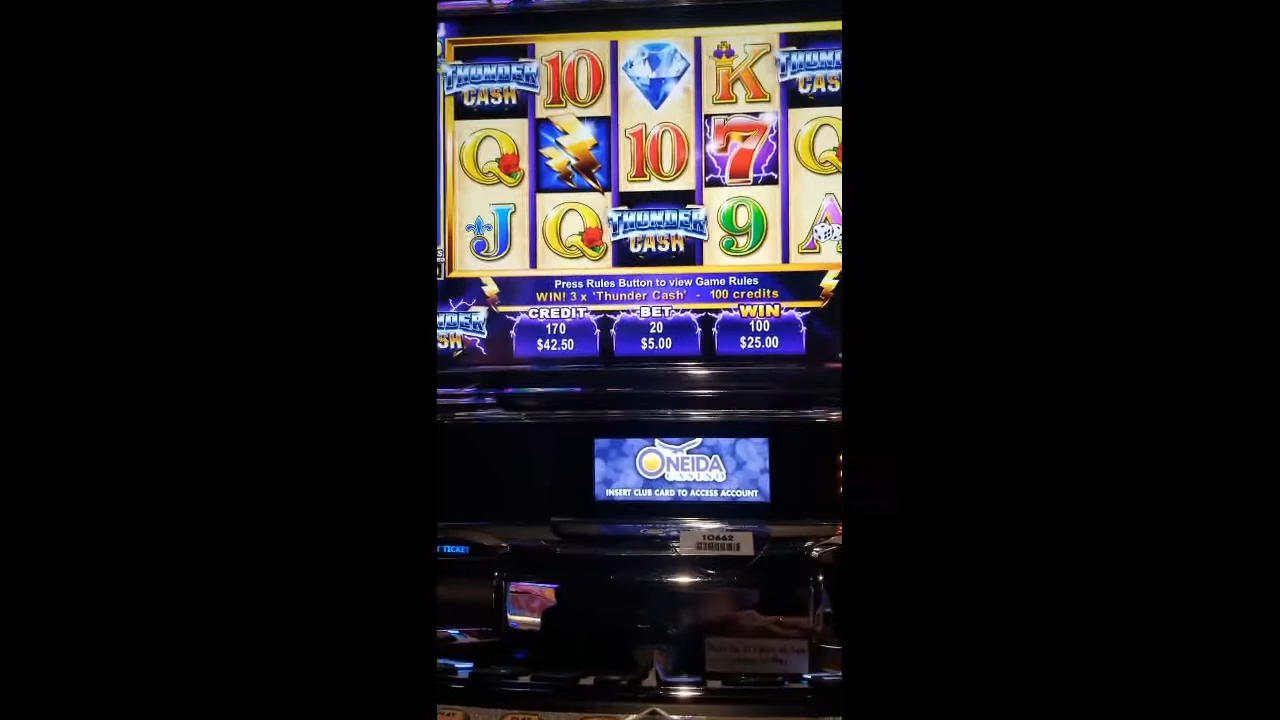 THUNDER CASH
10
K
THUNDER CASH
Q
10
7
Q
J
Q
THUNDER CASH
9
A
Press Rules Button to view Game Rules
WIN! 3 x 'Thunder Cash' - 100 credits
CREDIT
BET
WIN
170
20
100
$42.50
$5.00
$25.00
ONEIDA
CASINO
INSERT CLUB CARD TO ACCESS ACCOUNT
10662
TICKET